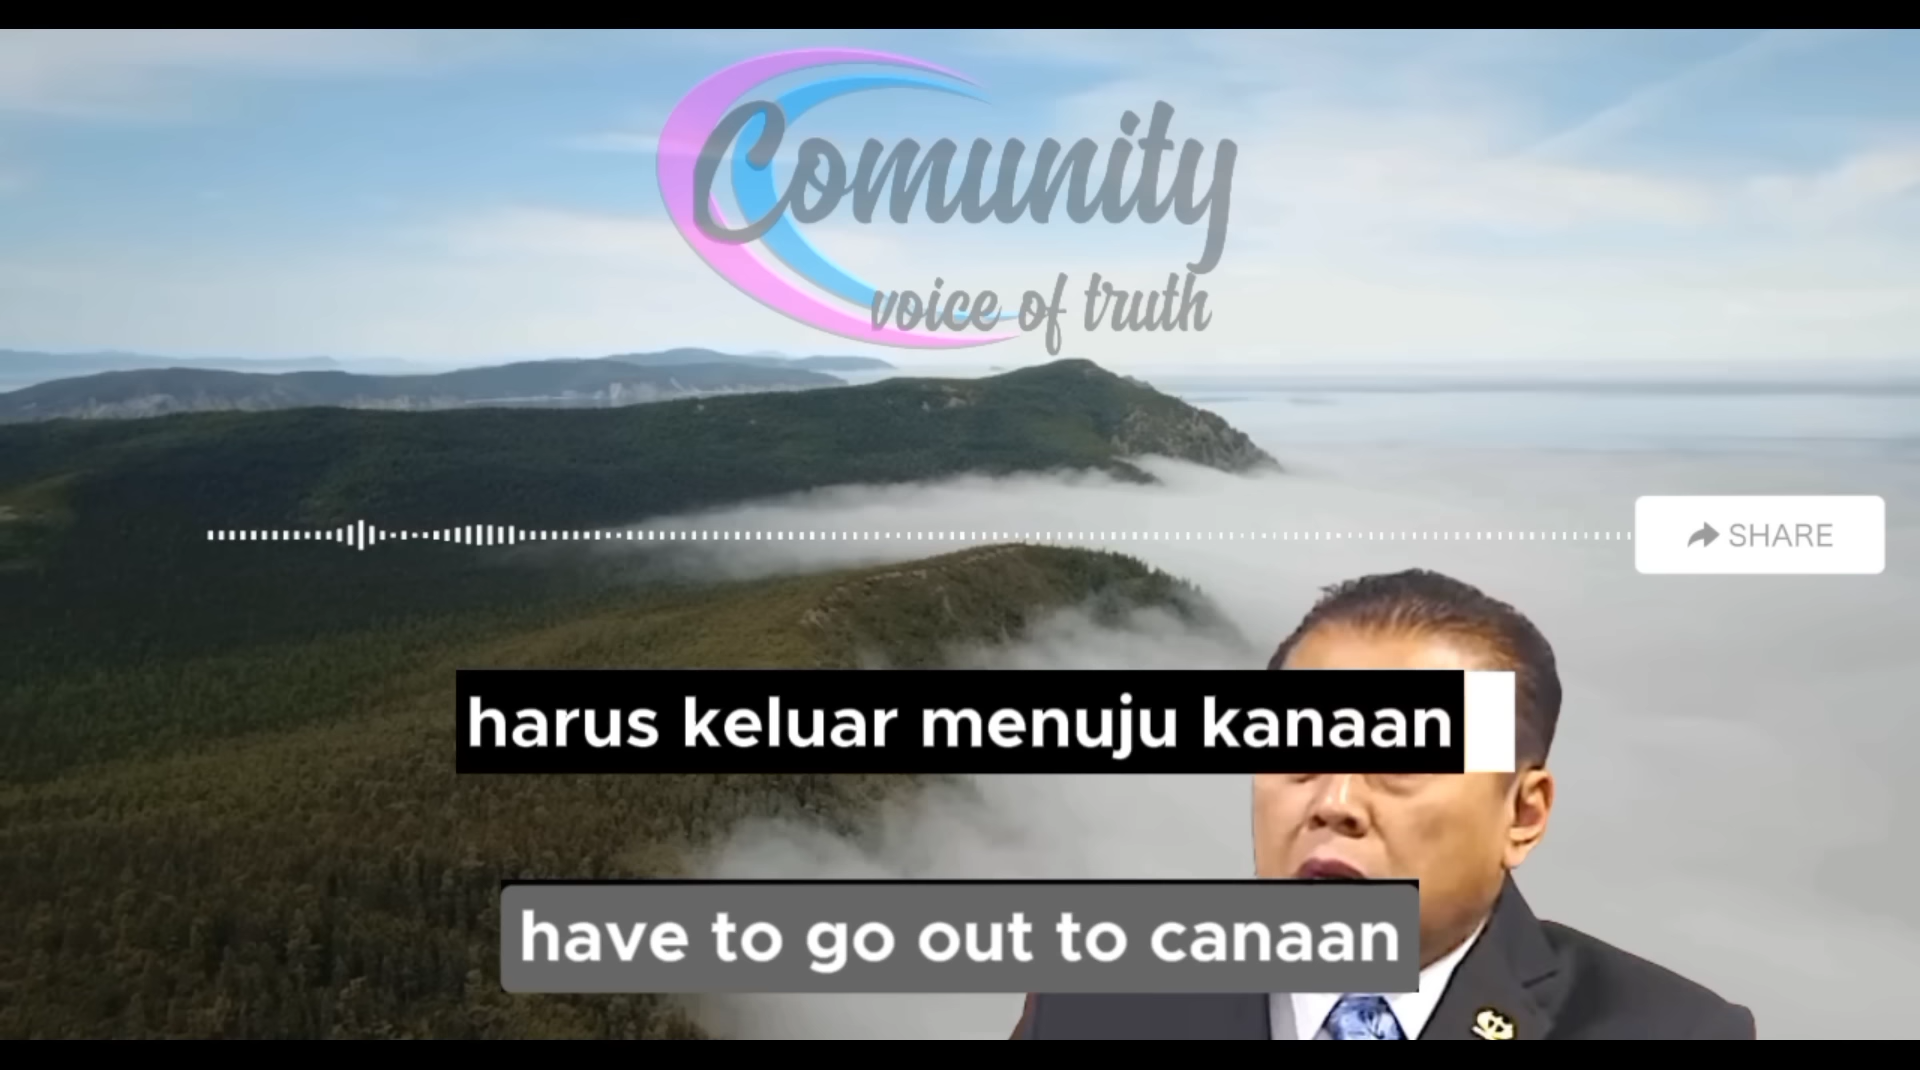 Comunity
voice of truth
SHARE
harus keluar menuju kanaan
have to go out to canaan